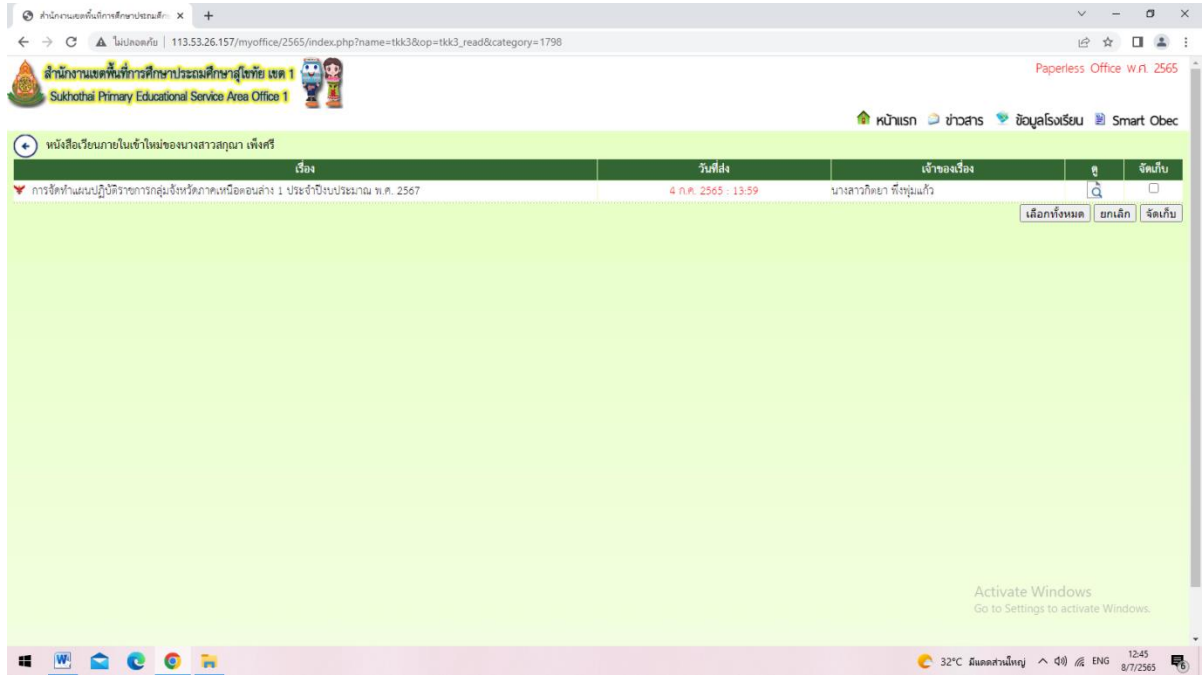 สำนักงานเขตพื้นที่การศึกษาประถมศึก
ไม่ปลอดภัย | 113.53.26.157/myoffice/2565/index.php?name=tkk3&op=tkk3_read&category=1798
สำนักงานเขตพื้นที่การศึกษาประถมศึกษาสุโขทัย เขต 1
Sukhothai Primary Educational Service Area Office 1
Paperless Office พ.ศ. 2565
หน้าแรก ข่าวสาร ข้อมูลโรงเรียน Smart Obec
หนังสือเวียนภายในเข้าใหม่ของนางสาวสกุณา เพ็งศรี
เรื่อง วันที่ส่ง เจ้าของเรื่อง ดู จัดเก็บ
การจัดทำแผนปฏิบัติราชการกลุ่มจังหวัดภาคเหนือตอนล่าง 1 ประจำปีงบประมาณ พ.ศ. 2567 4 ก.ค. 2565 : 13:59 นางสาวกิตยา พึ่งพุ่มแก้ว
เลือกทั้งหมด ยกเลิก จัดเก็บ
Activate Windows
Go to Settings to activate Windows.
32°C มีแดดส่วนใหญ่ ENG 12:45
8/7/2565 6